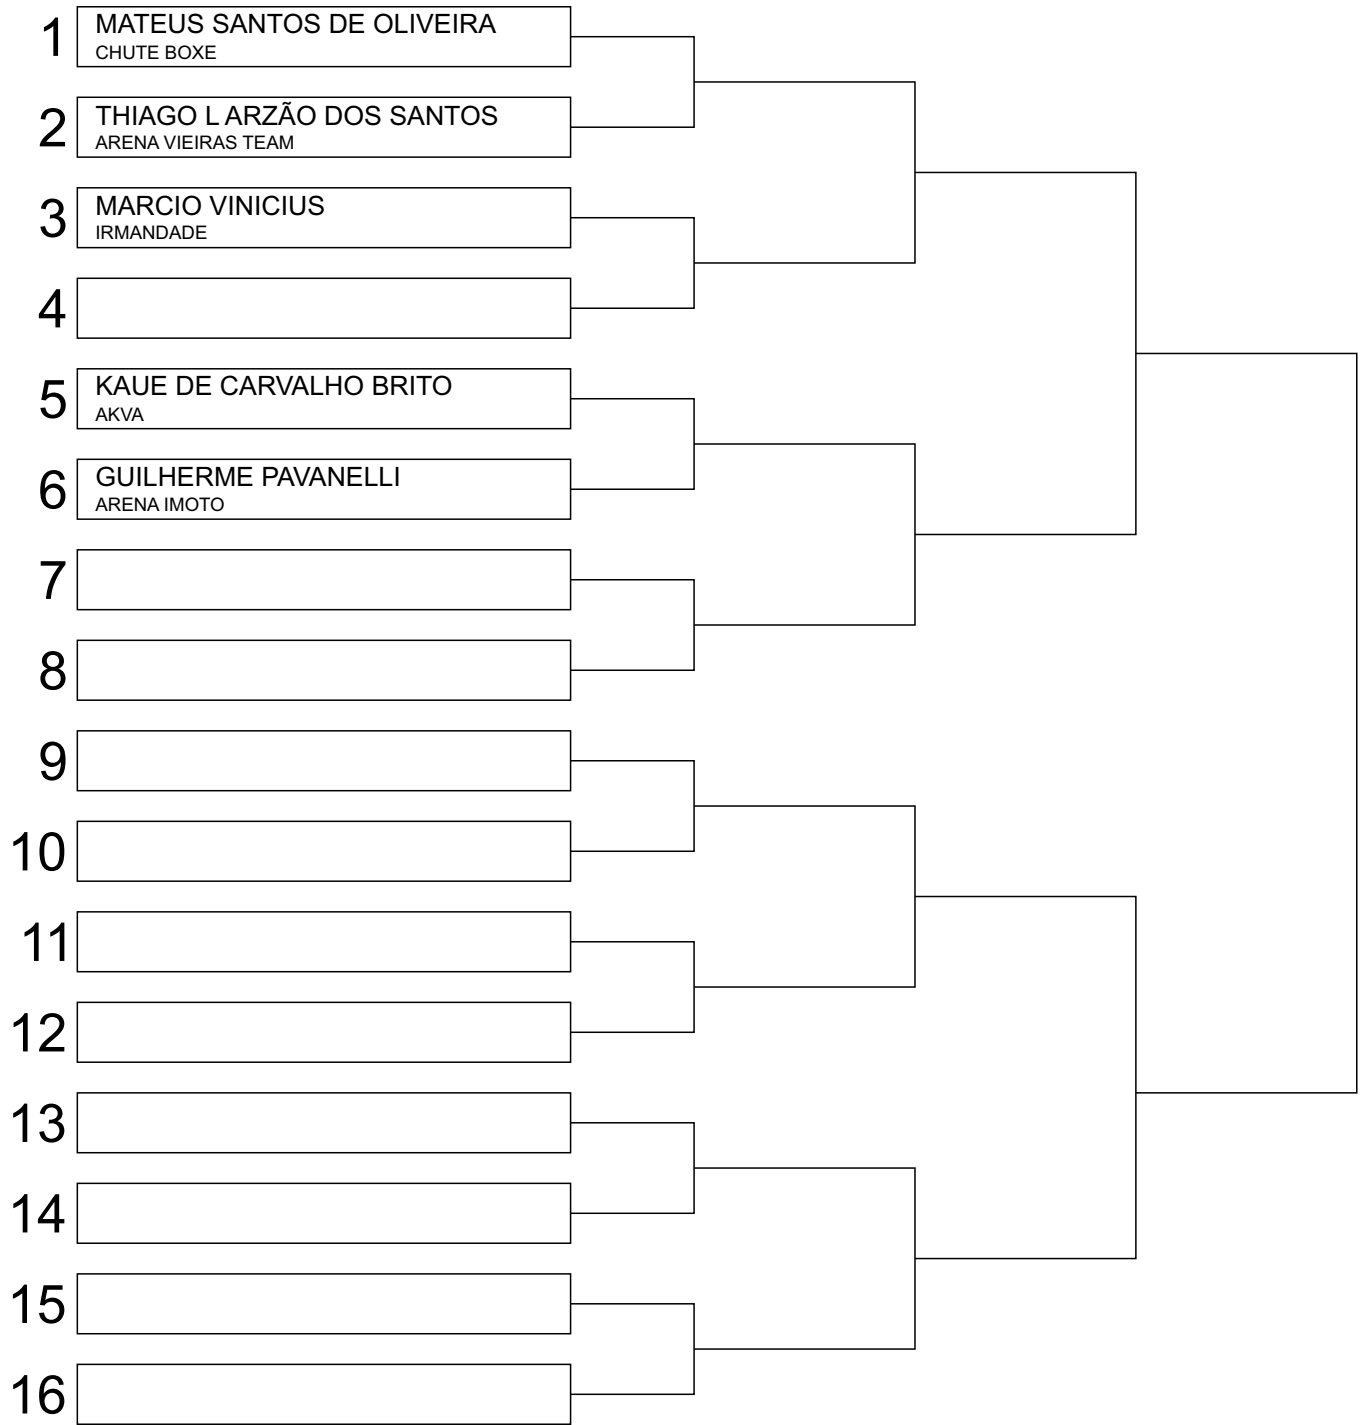 1
MATEUS SANTOS DE OLIVEIRA
CHUTE BOXE
2
THIAGO L ARZÃO DOS SANTOS
ARENA VIEIRAS TEAM
3
MARCIO VINICIUS
IRMANDADE
4
5
KAUE DE CARVALHO BRITO
AKVA
6
GUILHERME PAVANELLI
ARENA IMOTO
7
8
9
10
11
12
13
14
15
16